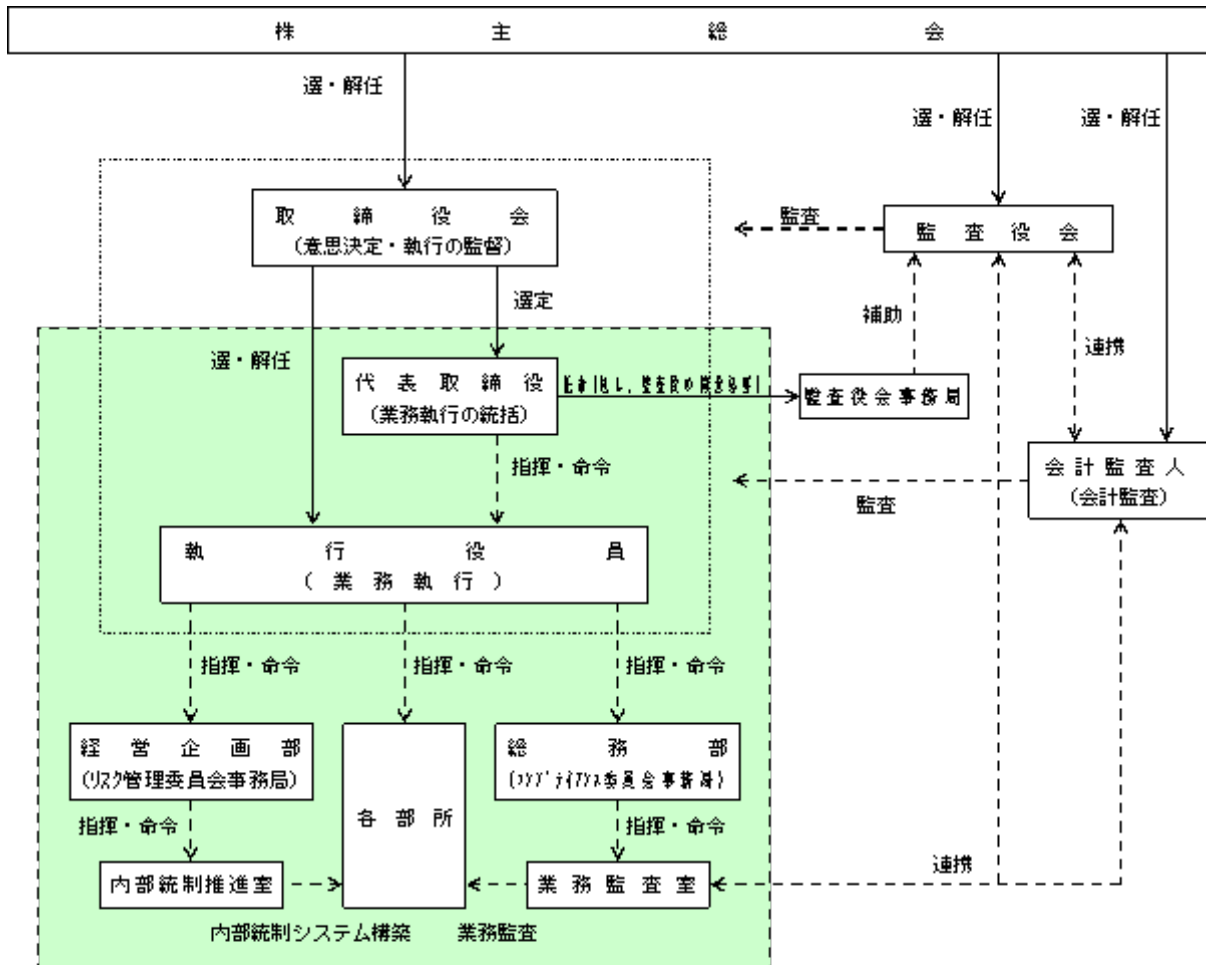 株主総会
選・解任
選・解任
選・解任
取締役会
(意思決定・執行の監督)
監査
監査役会
選定
補助
選・解任
連携
代表取締役
(業務執行の統括)
監査役会事務局
指揮・命令
会計監査人
(会計監査)
監査
執行役員
(業務執行)
指揮・命令
指揮・命令
指揮・命令
経営企画部
(リスク管理委員会事務局)
各部所
総務部
(コンプライアンス委員会事務局)
指揮・命令
指揮・命令
内部統制推進室
業務監査室
連携
内部統制システム構築
業務監査